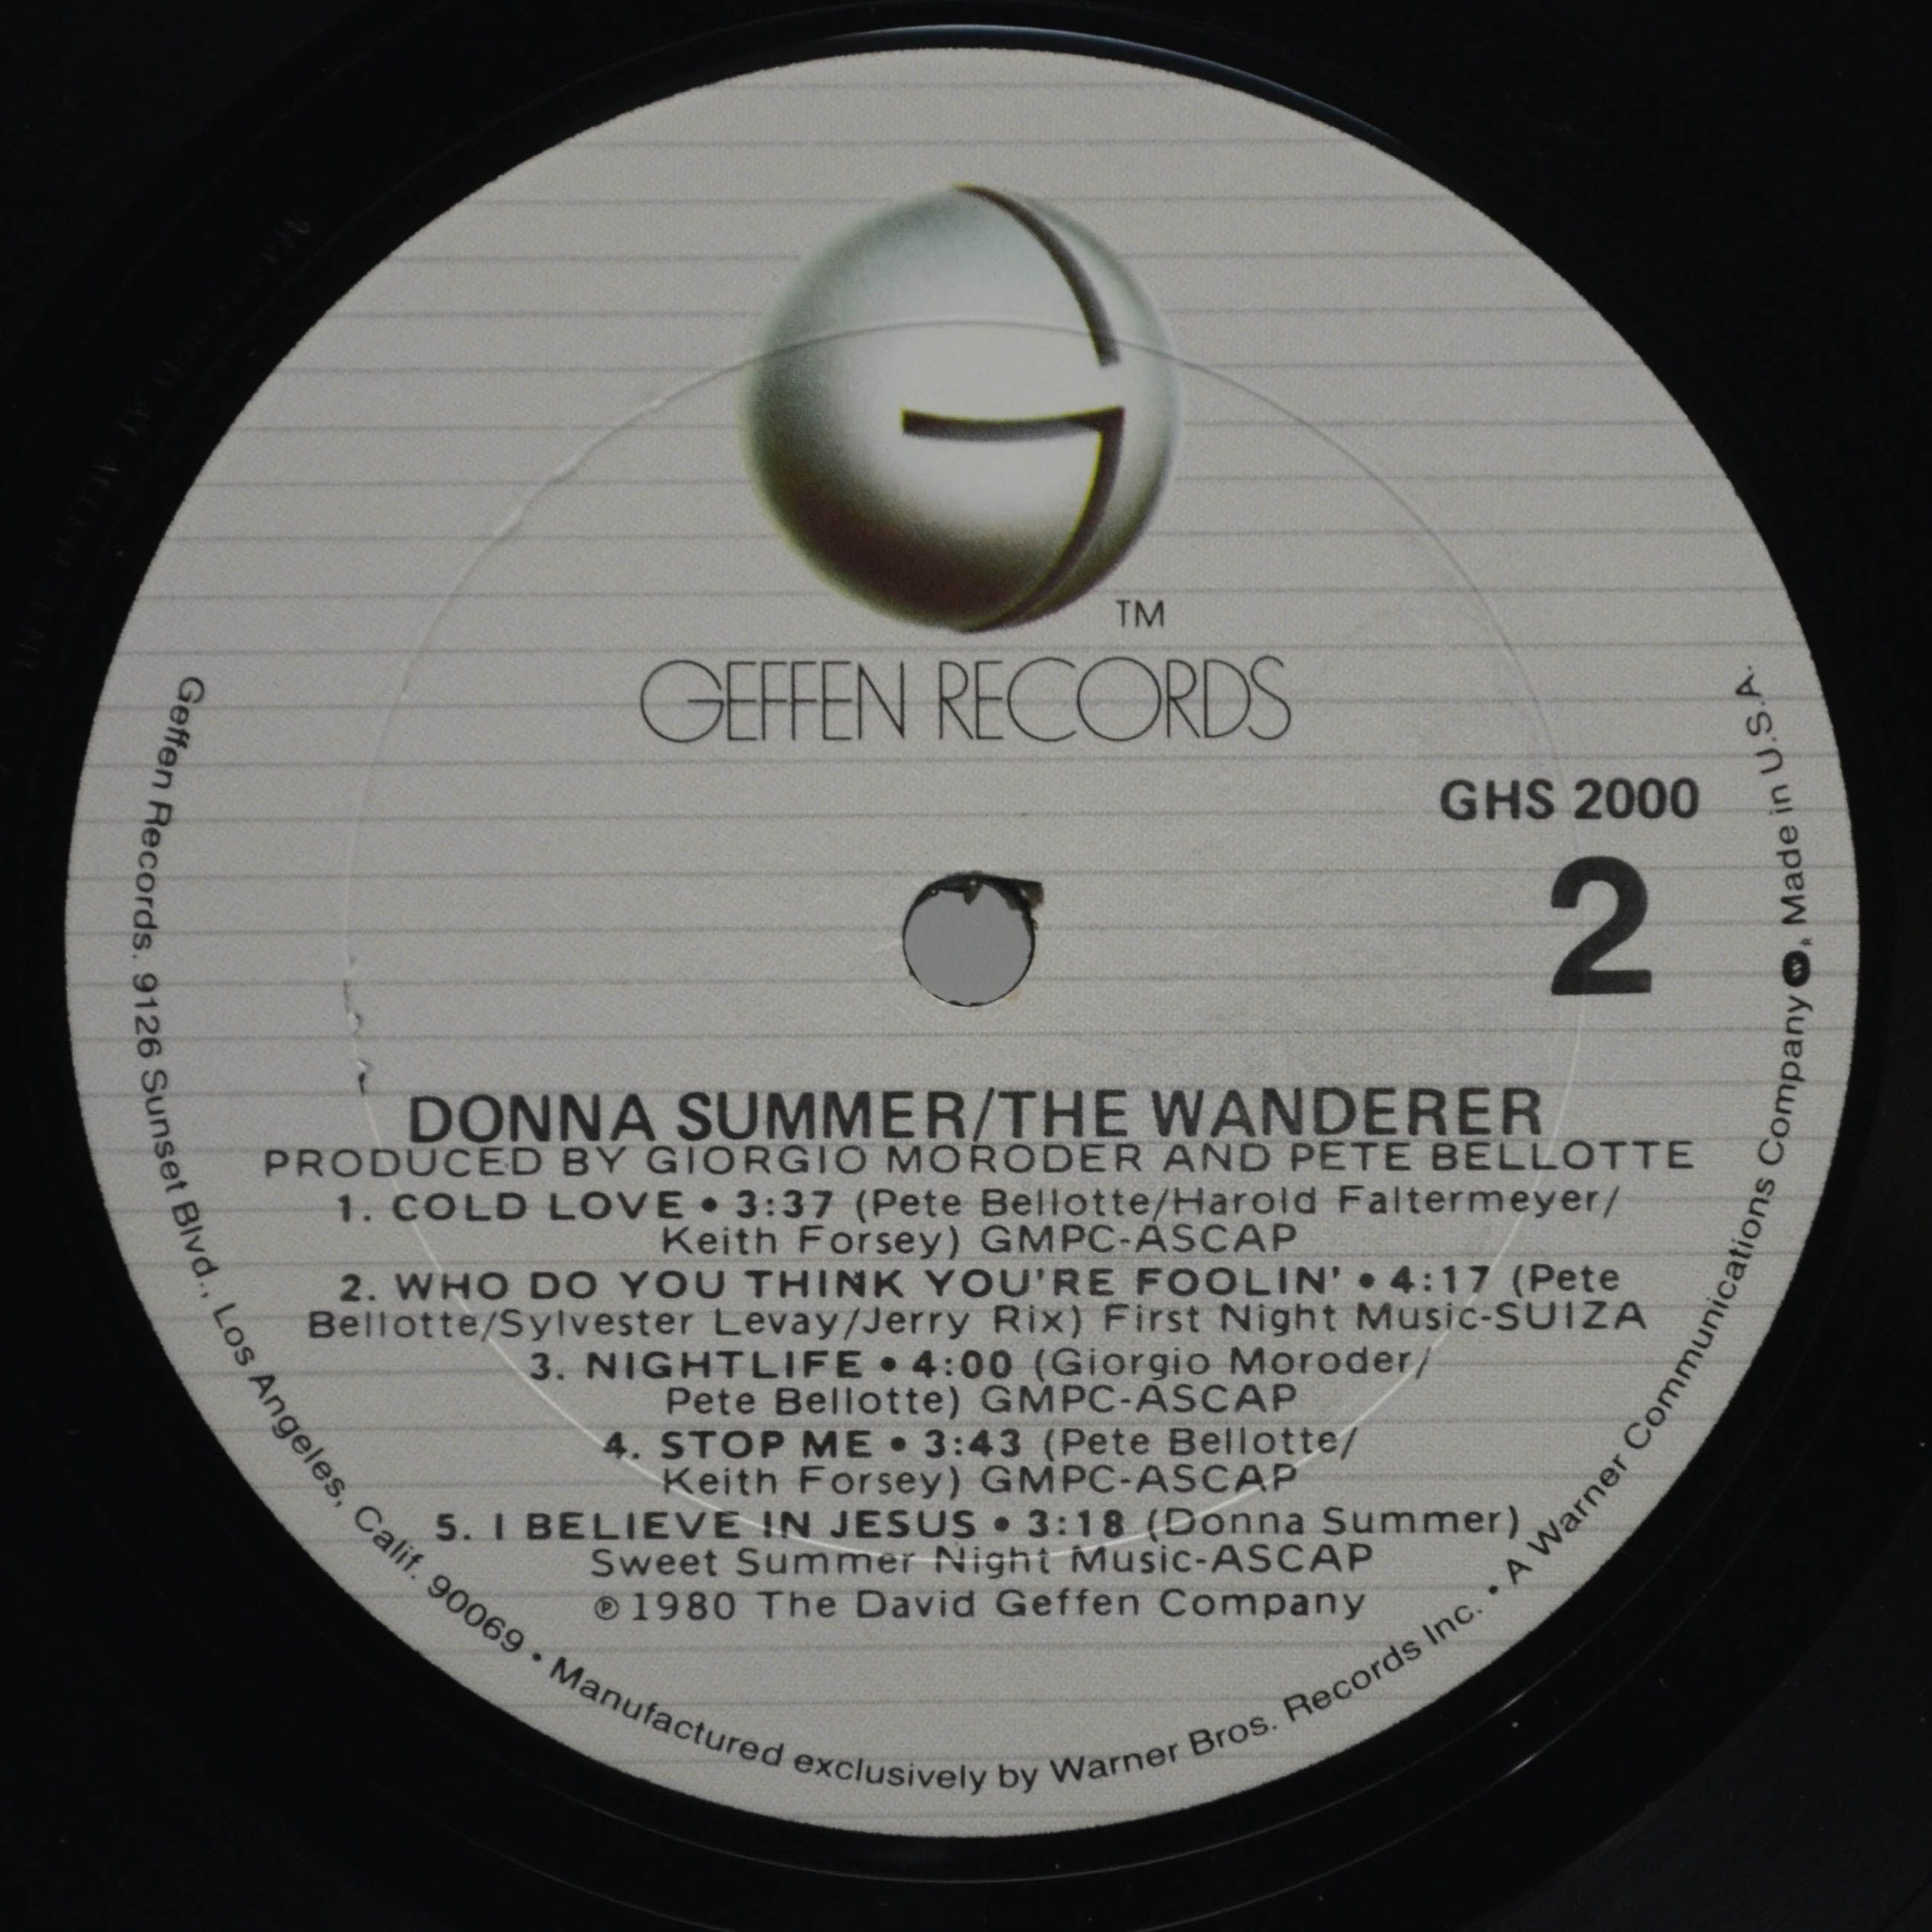 TM
GEFFEN RECORDS
GHS 2000
2
DONNA SUMMER/THE WANDERER
PRODUCED BY GIORGIO MORODER AND PETE BELLOTTE
1. COLD LOVE • 3:37 (Pete Bellotte/Harold Faltermeyer/
Keith Forsey) GMPC-ASCAP
2. WHO DO YOU THINK YOU'RE FOOLIN' • 4:17 (Pete
Bellotte/Sylvester Levay/Jerry Rix) First Night Music-SUIZA
3. NIGHTLIFE • 4:00 (Giorgio Moroder/
Pete Bellotte) GMPC-ASCAP
4. STOP ME • 3:43 (Pete Bellotte/
Keith Forsey) GMPC-ASCAP
5. I BELIEVE IN JESUS • 3:18 (Donna Summer)
Sweet Summer Night Music-ASCAP
℗ 1980 The David Geffen Company
Geffen Records. 9126 Sunset Blvd., Los Angeles, Calif. 90069 • Manufactured exclusively by Warner Bros. Records Inc. • A Warner Communications Company , Made in U.S.A.